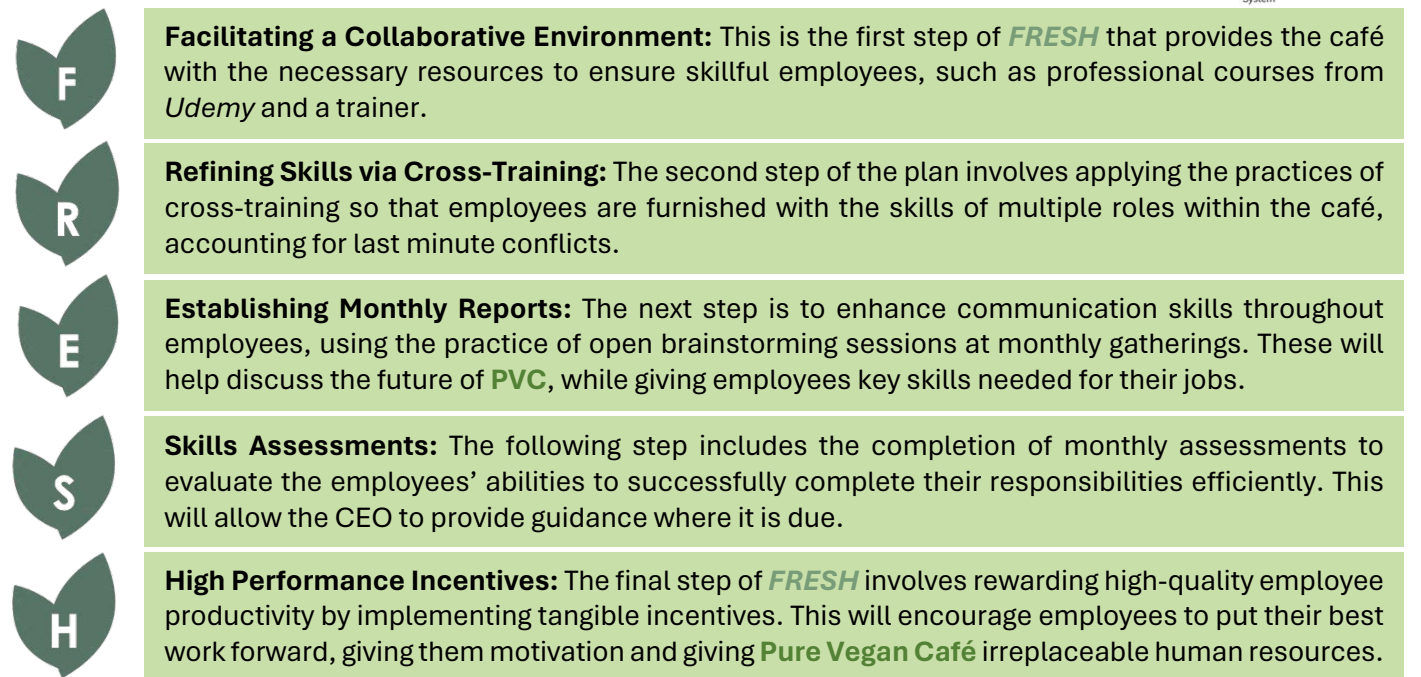 System
F
Facilitating a Collaborative Environment: This is the first step of FRESH that provides the café
with the necessary resources to ensure skillful employees, such as professional courses from
Udemy and a trainer.
R
Refining Skills via Cross-Training: The second step of the plan involves applying the practices of
cross-training so that employees are furnished with the skills of multiple roles within the café,
accounting for last minute conflicts.
E
Establishing Monthly Reports: The next step is to enhance communication skills throughout
employees, using the practice of open brainstorming sessions at monthly gatherings. These will
help discuss the future of PVC, while giving employees key skills needed for their jobs.
S
Skills Assessments: The following step includes the completion of monthly assessments to
evaluate the employees’ abilities to successfully complete their responsibilities efficiently. This
will allow the CEO to provide guidance where it is due.
H
High Performance Incentives: The final step of FRESH involves rewarding high-quality employee
productivity by implementing tangible incentives. This will encourage employees to put their best
work forward, giving them motivation and giving Pure Vegan Café irreplaceable human resources.